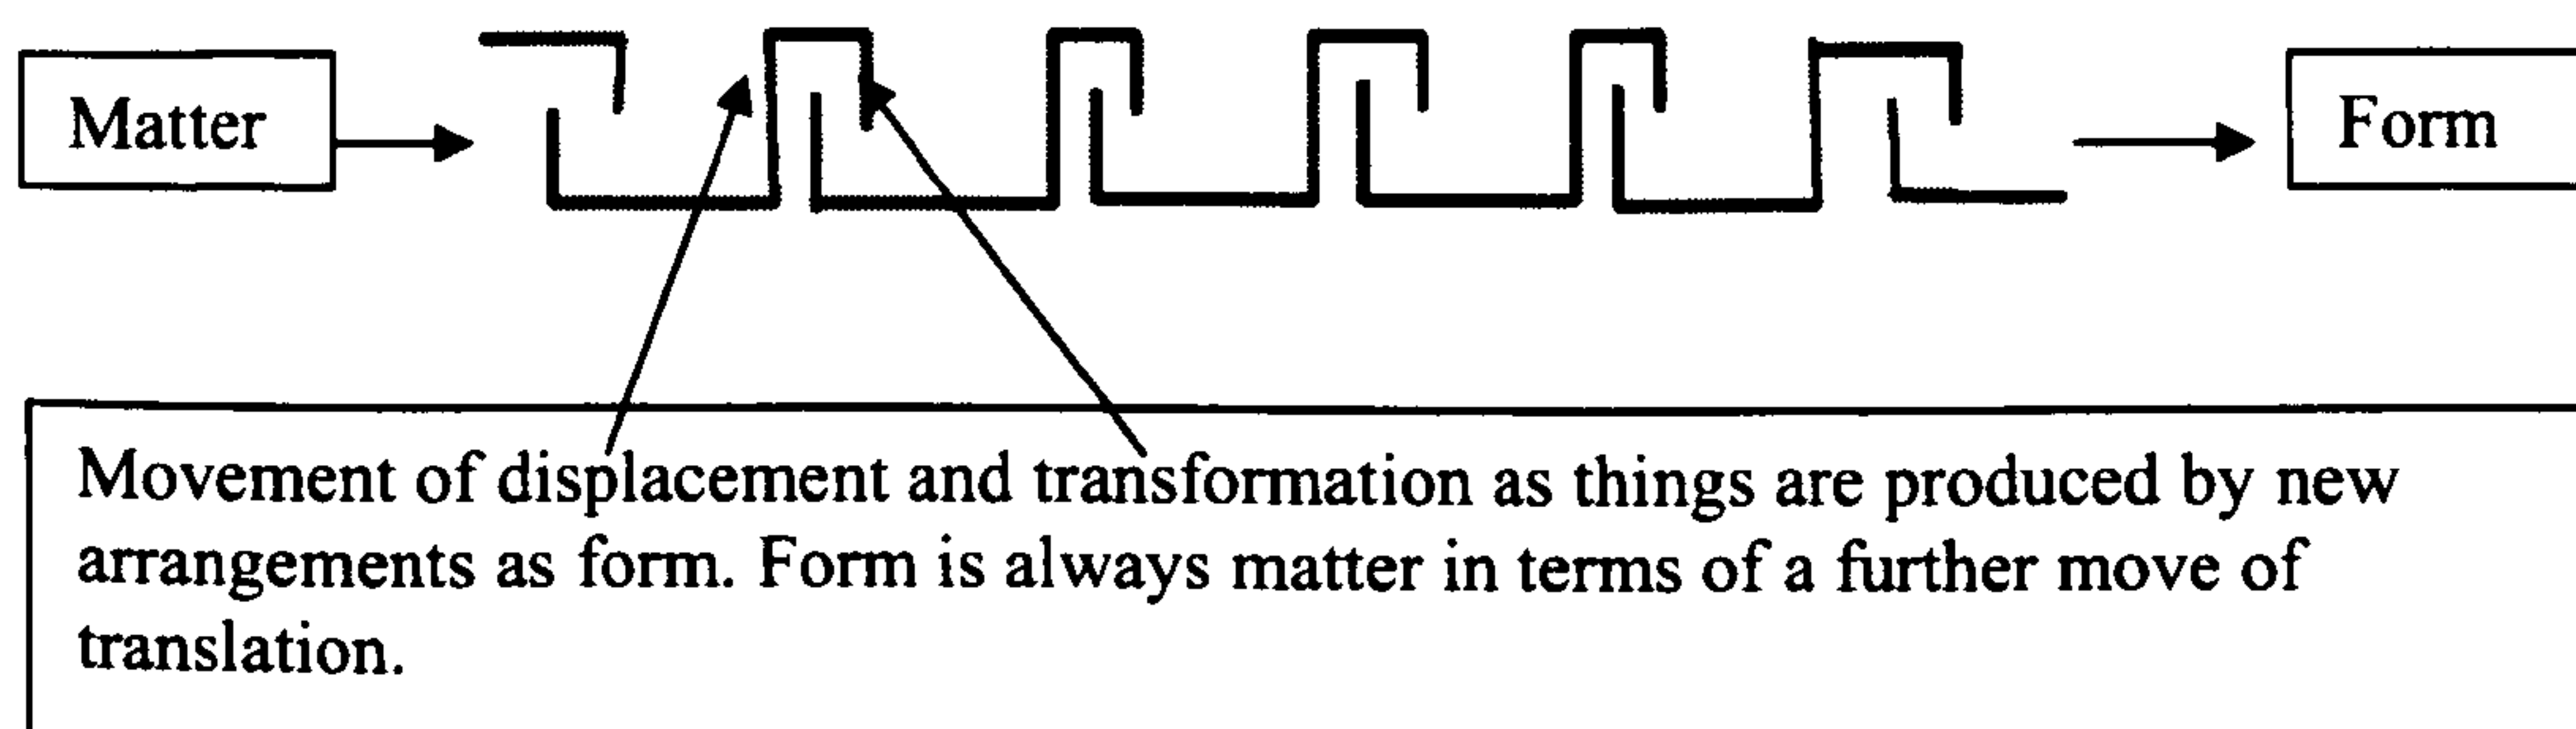 Matter
Form
Movement of displacement and transformation as things are produced by new
arrangements as form. Form is always matter in terms of a further move of
translation.